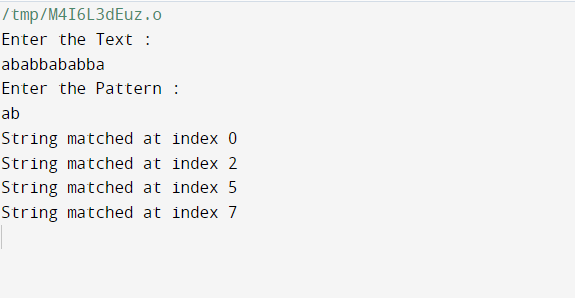 /tmp/M4I6L3dEuz.o
Enter the Text :
ababbababba
Enter the Pattern :
ab
String matched at index 0
String matched at index 2
String matched at index 5
String matched at index 7